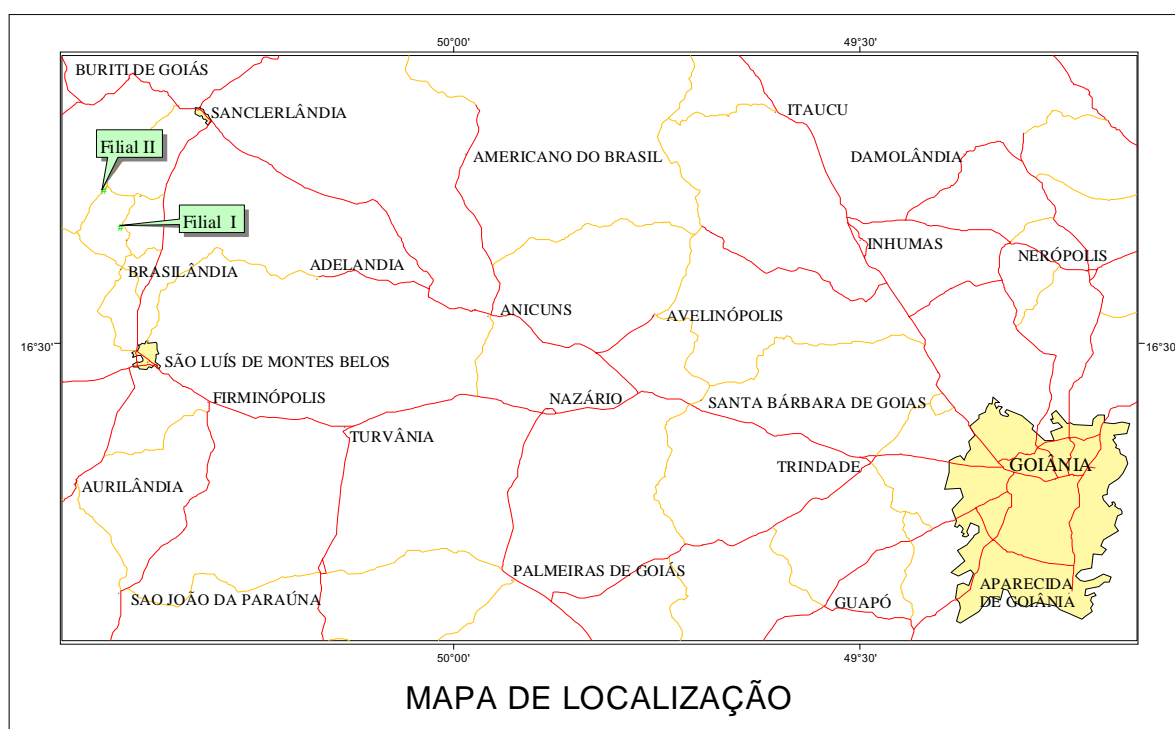 50°00'
49°30'
BURITI DE GOIÁS
SANCLERLÂNDIA
ITAUCU
Filial II
AMERICANO DO BRASIL
DAMOLÂNDIA
Filial I
INHUMAS
NERÓPOLIS
BRASILÂNDIA
ADELANDIA
ANICUNS
AVELINÓPOLIS
16°30'
16°30'
SÃO LUÍS DE MONTES BELOS
FIRMINÓPOLIS
NAZÁRIO
SANTA BÁRBARA DE GOIAS
TURVÂNIA
TRINDADE
GOIÂNIA
AURILÂNDIA
PALMEIRAS DE GOIÁS
APARECIDA
DE GOIÂNIA
SAO JOÃO DA PARAÚNA
GUAPÓ
50°00'
49°30'
MAPA DE LOCALIZAÇÃO